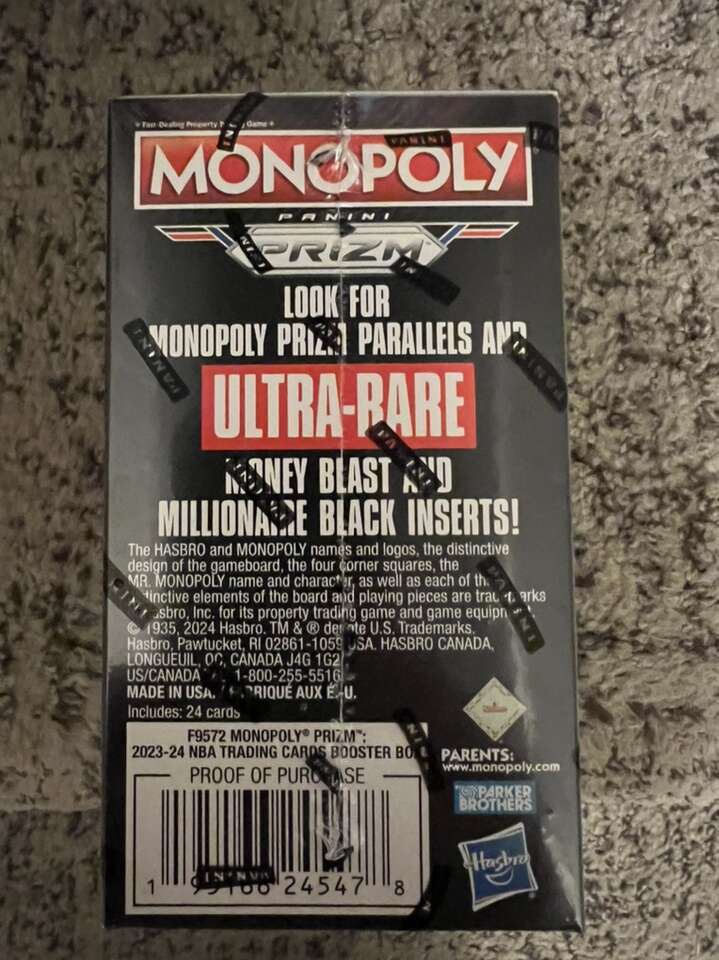 Fast-Dealing Property Game
MONOPOLY
PANINI
PRIZM
LOOK FOR
MONOPOLY PRIZM PARALLELS AND
ULTRA-RARE
MONEY BLAST AND
MILLIONAIRE BLACK INSERTS!
The HASBRO and MONOPOLY names and logos, the distinctive
design of the gameboard, the four corner squares, the
MR. MONOPOLY name and character, as well as each of the
distinctive elements of the board and playing pieces are trademarks
Hasbro, Inc. for its property trading game and game equipment.
© 1935, 2024 Hasbro. TM & ® denote U.S. Trademarks.
Hasbro, Pawtucket, RI 02861-1059 USA. HASBRO CANADA,
LONGUEUIL, QC, CANADA J4G 1G2
US/CANADA 1-800-255-5516
MADE IN USA. FABRIQUÉ AUX É.-U.
Includes: 24 cards
F9572 MONOPOLY® PRIZM™:
2023-24 NBA TRADING CARDS BOOSTER BOX
PROOF OF PURCHASE
1 95166 24547 8
PARENTS:
www.monopoly.com
PARKER
BROTHERS
Hasbro